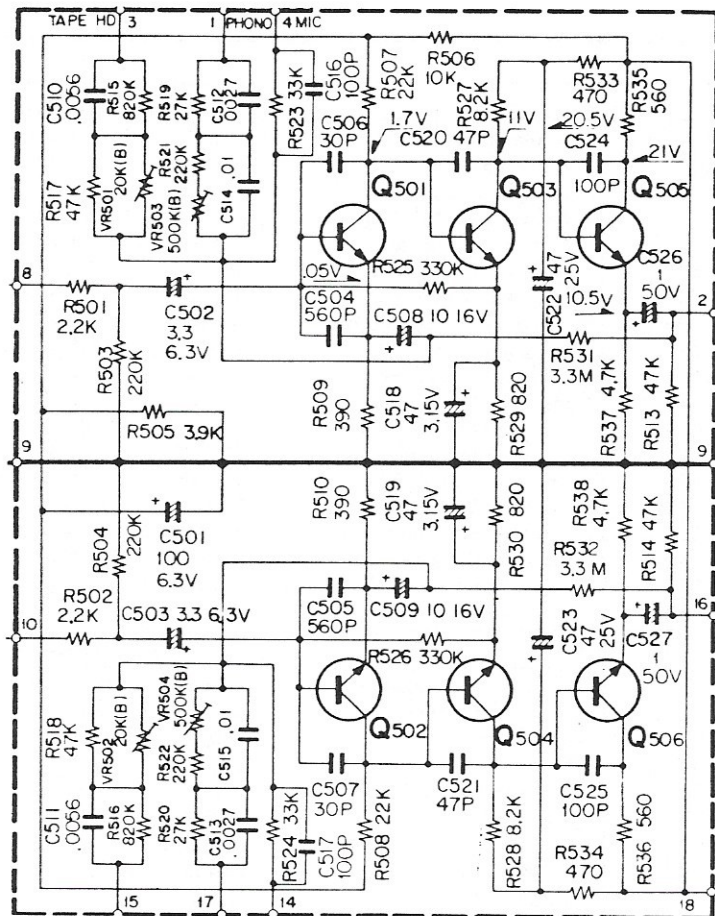 TAPE HD 3
1 PHONO
4 MIC
C510 .0056
R515 820K
R519 27K
C512 .0027
R523 33K
C516 100P
R507 22K
R506 10K
R527 8.2K
R533 470
R535 560
C506 30P
1.7V
11V
20.5V
C520 47P
C524 100P
21V
R517 47K
VR501 20K(B)
R521 220K
VR503 500K(B)
C514 .01
Q501
Q503
Q505
8
R501 2,2K
C502 3.3 6.3V
.05V
R525 330K
C504 560P
C508 10 16V
C522 47 25V
10.5V
C526 1 50V
2
R503 220K
R505 3.9K
R509 390
C518 47 3.15V
R529 820
R531 3.3M
R537 4.7K
R513 47K
9
9
R504 220K
C501 100 6.3V
R510 390
C519 47 3.15V
R530 820
R538 4.7K
R532 3.3M
R514 47K
R502 2,2K
10
C503 3.3 6.3V
C505 560P
C509 10 16V
R526 330K
C523 47 25V
C527 1 50V
16
R518 47K
VR502 20K(B)
VR504 500K(B)
R522 220K
C515 .01
Q502
Q504
Q506
C507 30P
C521 47P
C525 100P
C511 .0056
R516 820K
R520 27K
C513 .0027
R524 33K
C517 100P
R508 22K
R528 8.2K
R534 470
R536 560
15
17
14
18